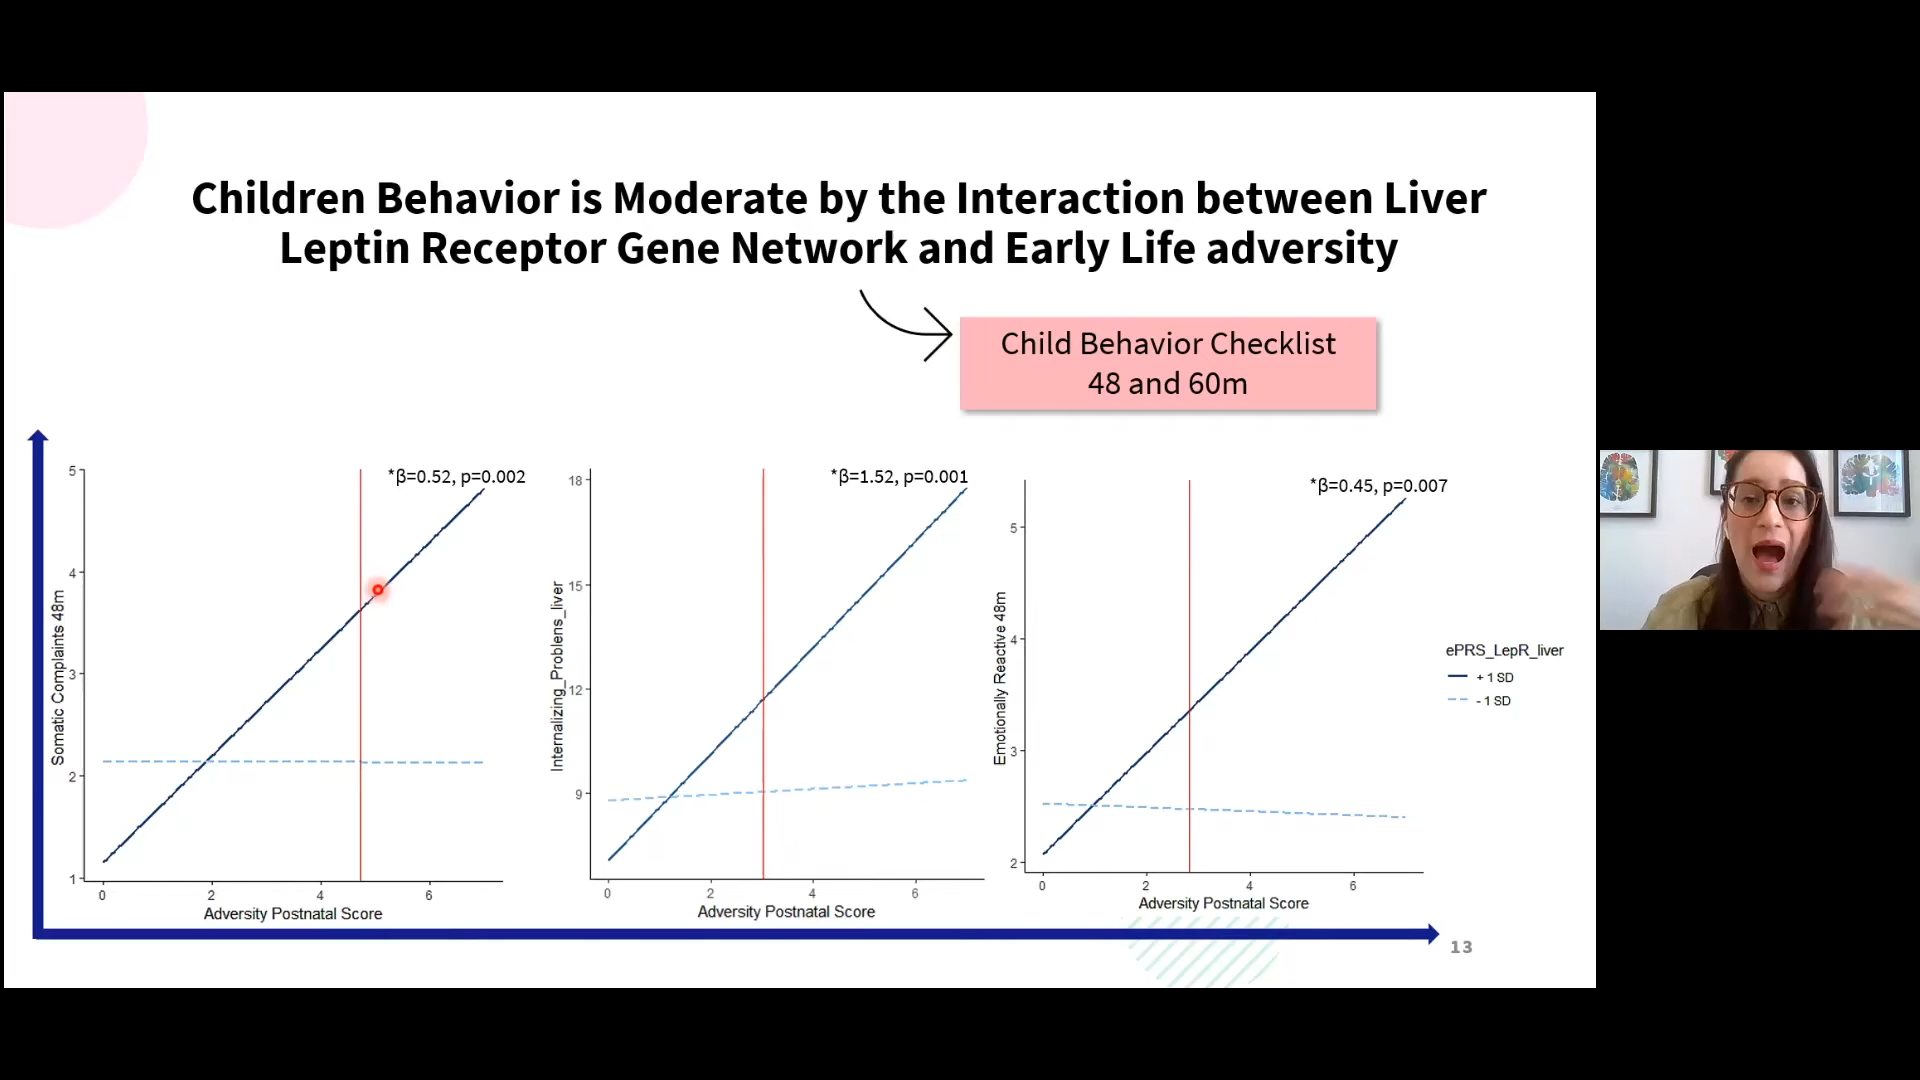 Children Behavior is Moderate by the Interaction between Liver
Leptin Receptor Gene Network and Early Life adversity
Child Behavior Checklist
48 and 60m
*β=0.52, p=0.002
5
4
3
2
1
Somatic Complaints 48m
0 2 4 6
Adversity Postnatal Score
*β=1.52, p=0.001
18
15
12
9
Internalizing_Problens_liver
0 2 4 6
Adversity Postnatal Score
*β=0.45, p=0.007
5
4
3
2
Emotionally Reactive 48m
0 2 4 6
Adversity Postnatal Score
ePRS_LepR_liver
+ 1 SD
- 1 SD
13